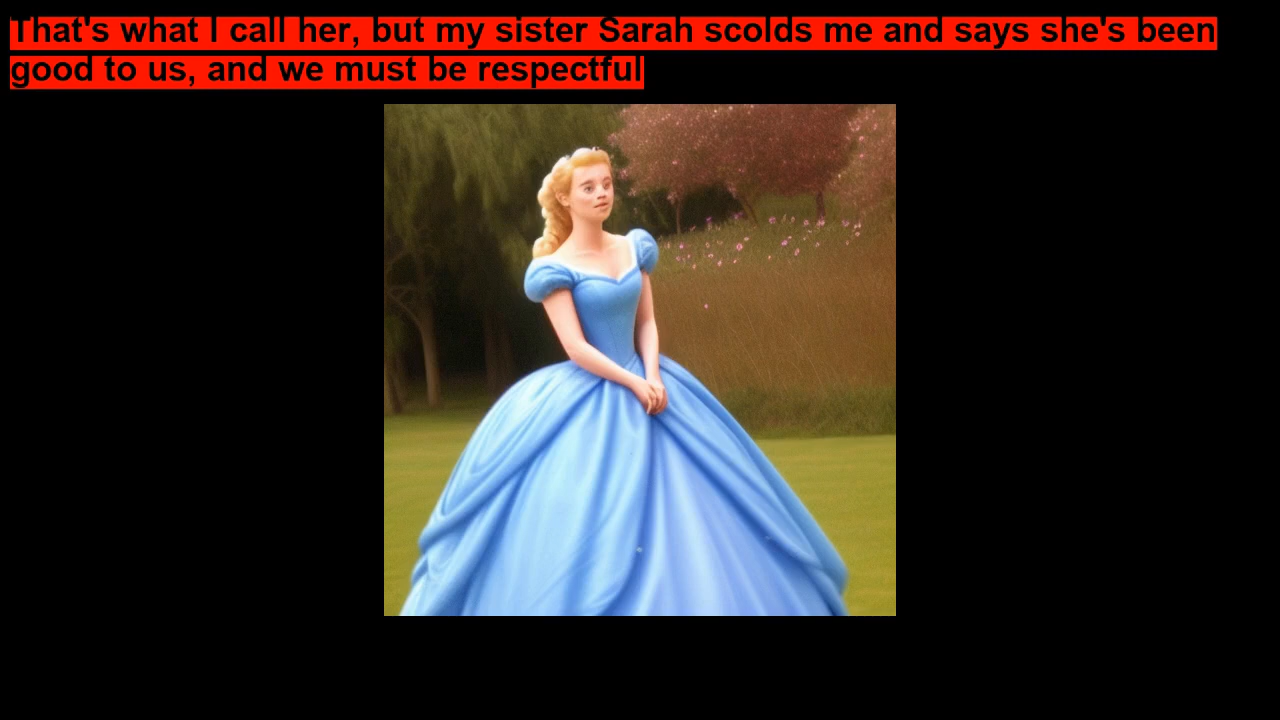 That's what I call her, but my sister Sarah scolds me and says she's been
good to us, and we must be respectful